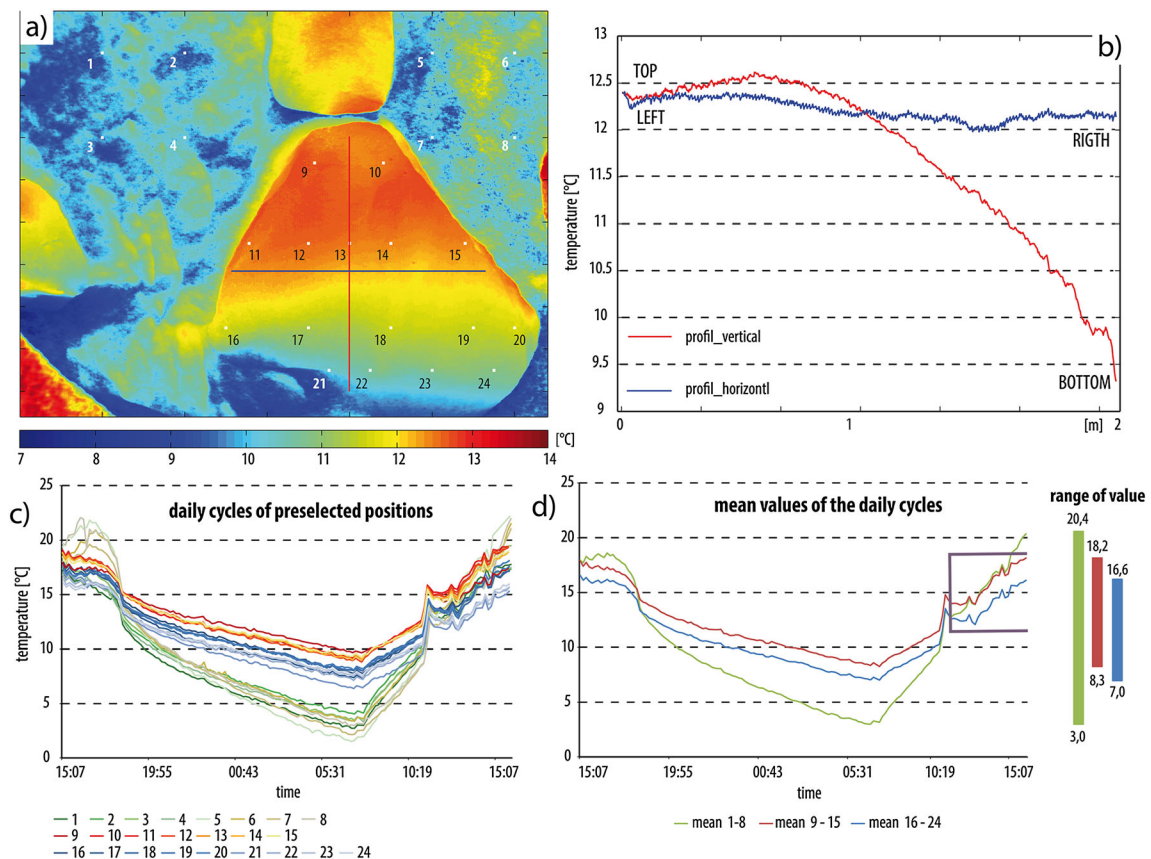 a)
1
2
5
6
3
4
7
8
9
10
11 12 13 14 15
16 17 18 19 20
21 22 23 24
[°C]
7 8 9 10 11 12 13 14
b)
13
12.5
12
11.5
11
10.5
10
9.5
9
temperature [°C]
TOP
LEFT
RIGTH
BOTTOM
profil_vertical
profil_horizontl
0 1 [m] 2
c)
daily cycles of preselected positions
25
20
15
10
5
0
temperature [°C]
15:07 19:55 00:43 05:31 10:19 15:07
time
1 2 3 4 5 6 7 8
9 10 11 12 13 14 15
16 17 18 19 20 21 22 23 24
d)
mean values of the daily cycles
25
20
15
10
5
0
temperature [°C]
15:07 19:55 00:43 05:31 10:19 15:07
time
mean 1-8 mean 9 - 15 mean 16 - 24
range of value
20,4
18,2
16,6
8,3
7,0
3,0